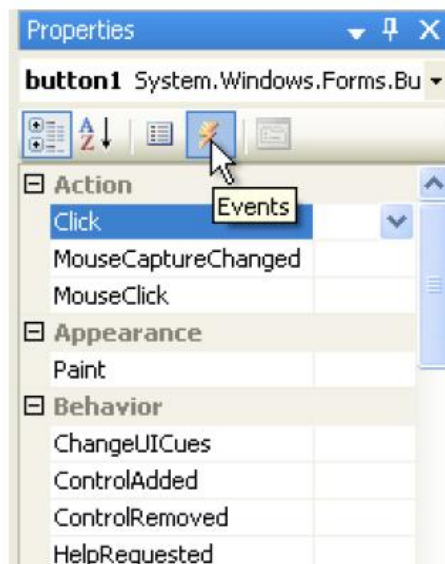 Properties
button1 System.Windows.Forms.Bu
A
Z
Events
Action
Click
MouseCaptureChanged
MouseClick
Appearance
Paint
Behavior
ChangeUICues
ControlAdded
ControlRemoved
HelpRequested